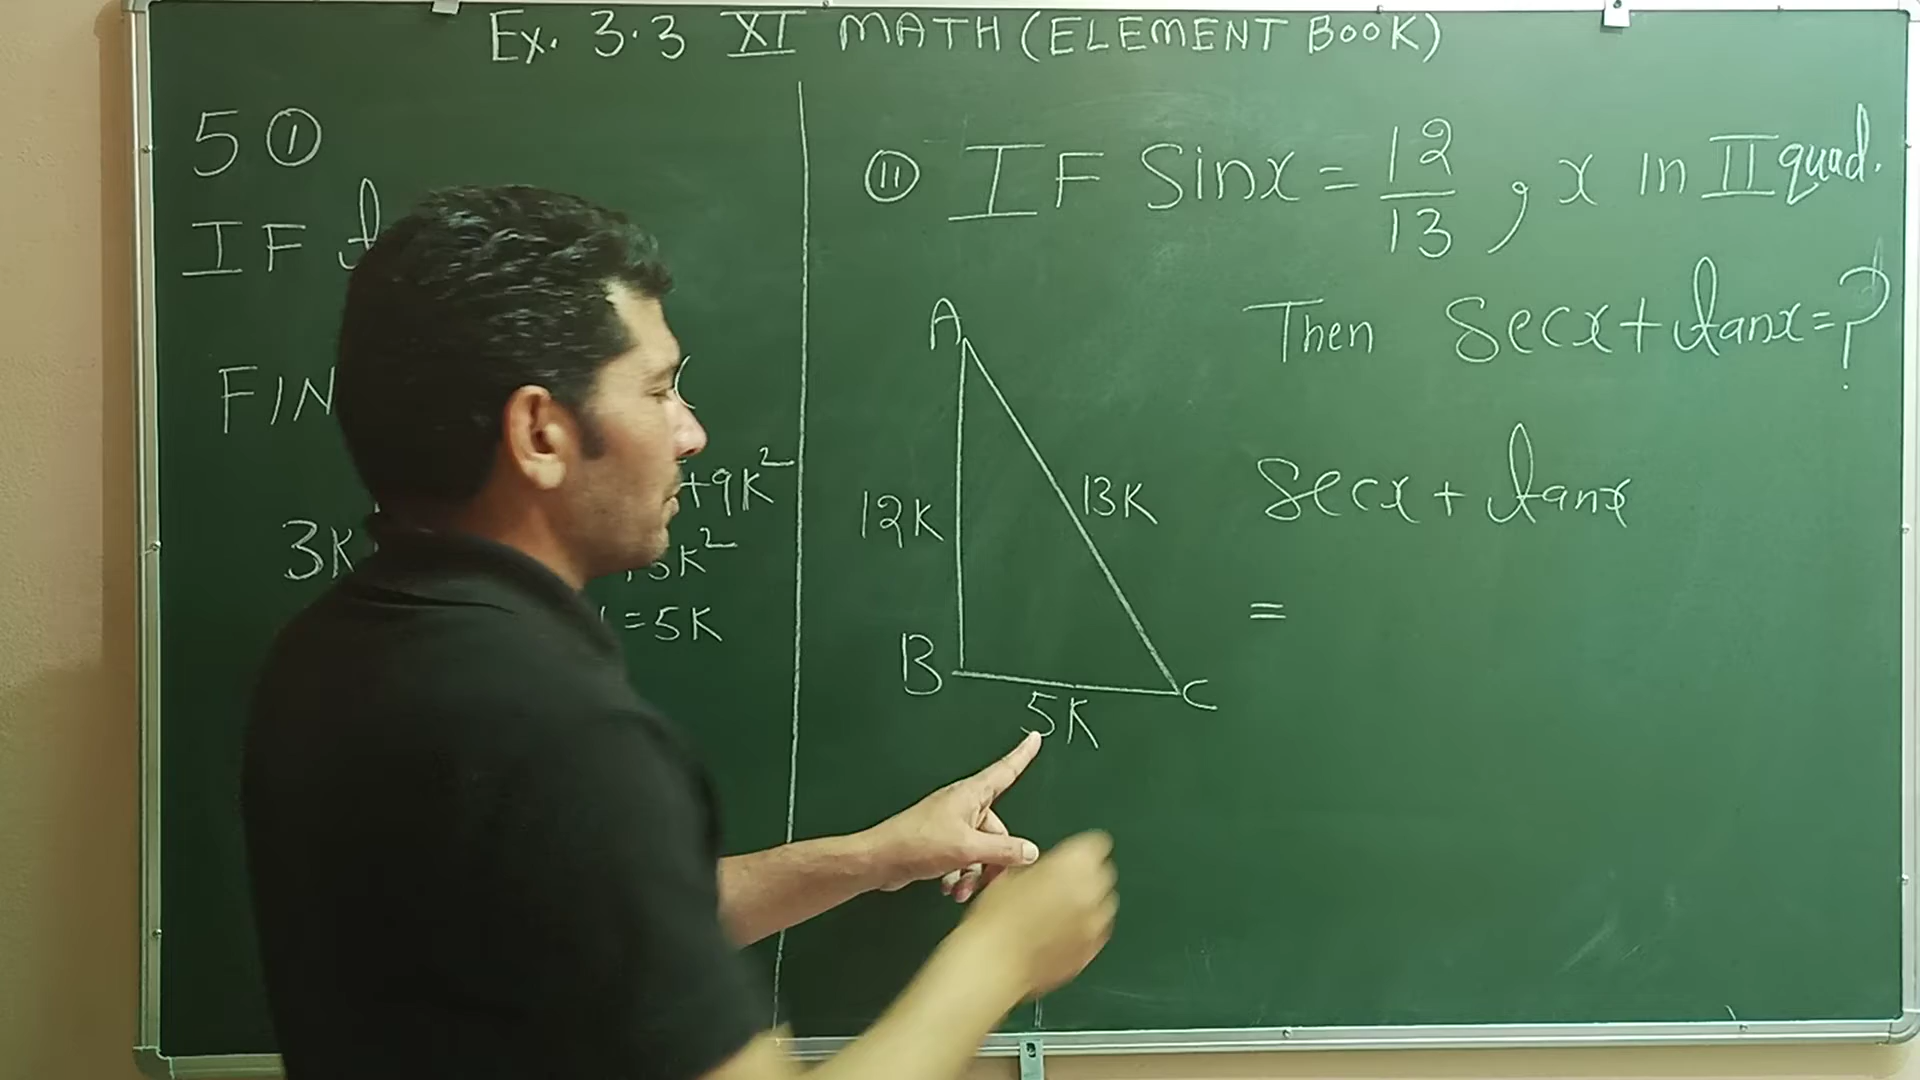 Ex. 3.3 XI MATH (ELEMENT BOOK)
5 ①
IF
FIN
+9K²
3K
K²
=5K
⑪ IF Sinx = 12/13 , x in II quad.
Then Secx + tanx = ?
A
12K
13K
B
C
5K
Secx + tanx
=